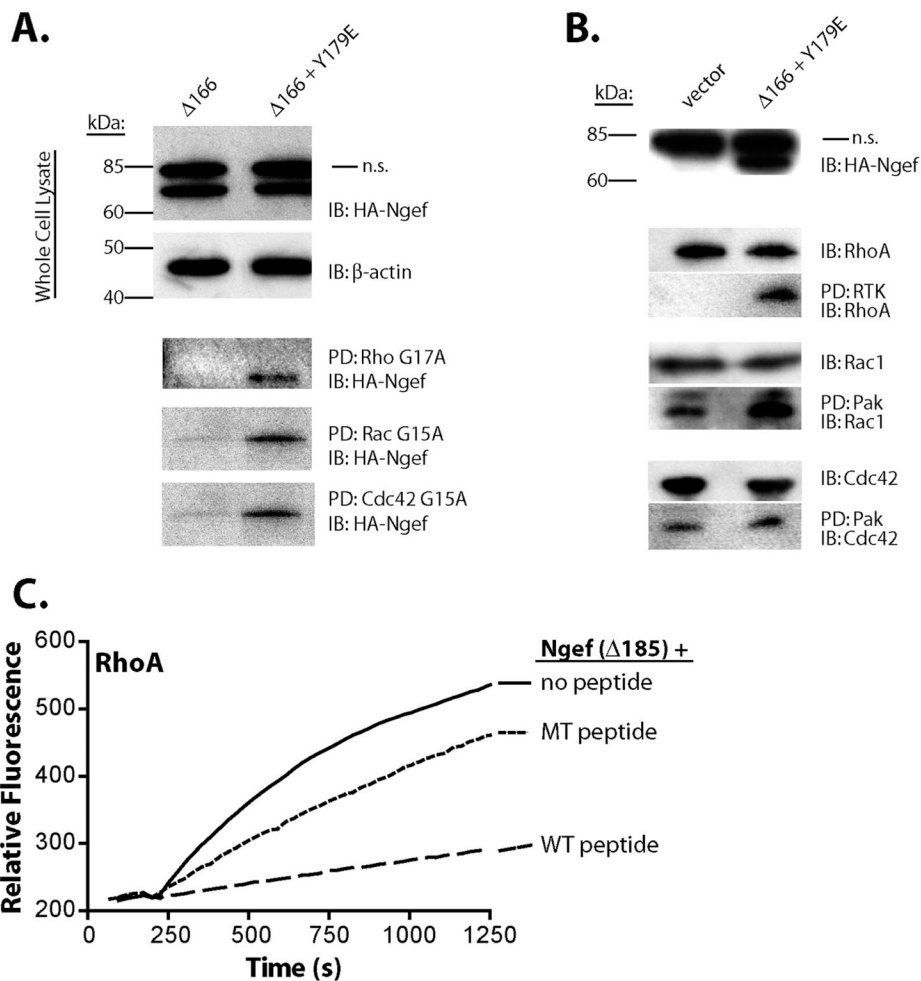 A.
Δ166
Δ166 + Y179E
kDa:
Whole Cell Lysate
85
n.s.
60
IB: HA-Ngef
50
IB: β-actin
40
PD: Rho G17A
IB: HA-Ngef
PD: Rac G15A
IB: HA-Ngef
PD: Cdc42 G15A
IB: HA-Ngef
B.
vector
Δ166 + Y179E
kDa:
85
n.s.
IB: HA-Ngef
60
IB: RhoA
PD: RTK
IB: RhoA
IB: Rac1
PD: Pak
IB: Rac1
IB: Cdc42
PD: Pak
IB: Cdc42
C.
Relative Fluorescence
600
500
400
300
200
RhoA
Ngef (Δ185) +
no peptide
MT peptide
WT peptide
0 250 500 750 1000 1250
Time (s)